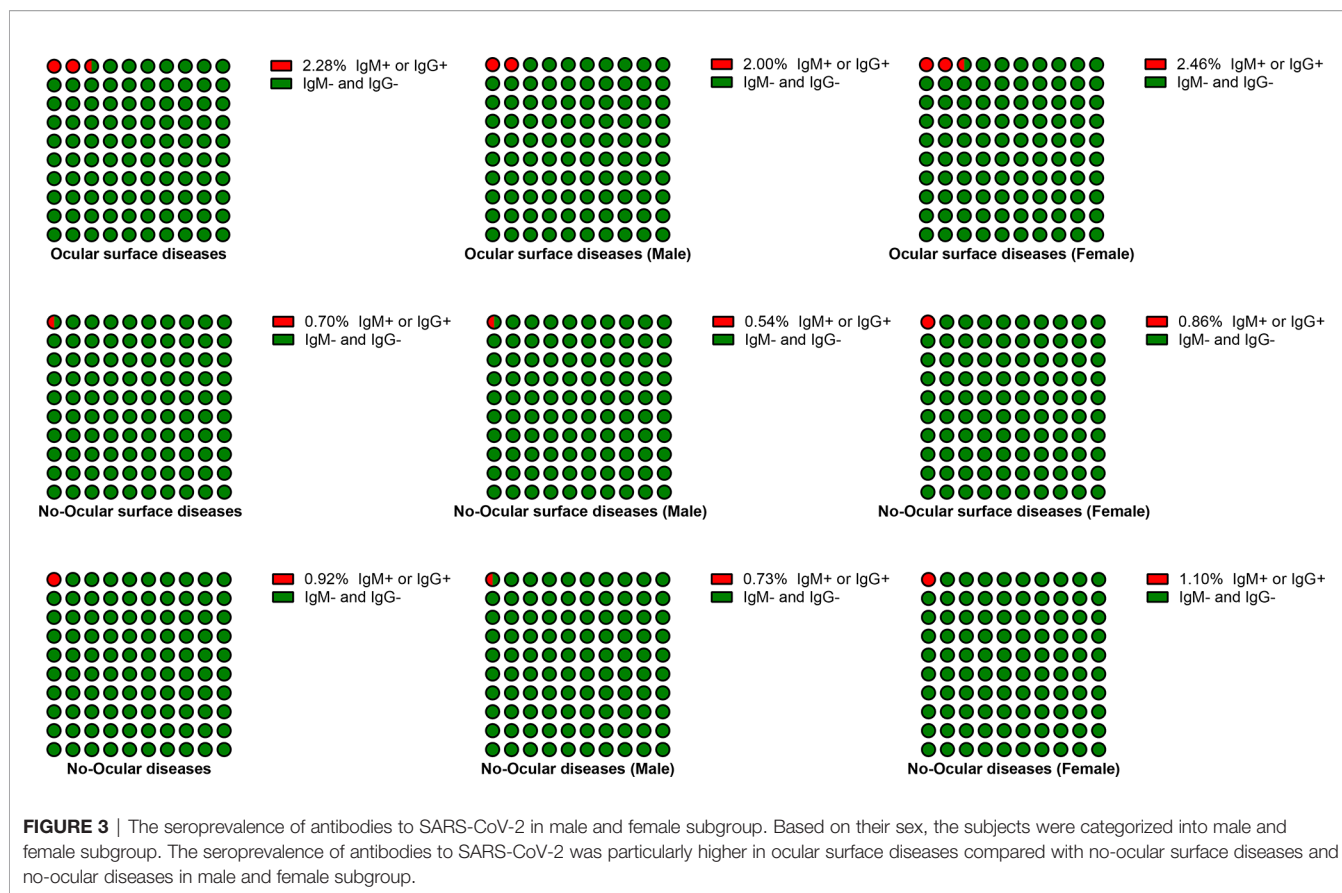 2.28% IgM+ or IgG+
IgM- and IgG-
Ocular surface diseases
2.00% IgM+ or IgG+
IgM- and IgG-
Ocular surface diseases (Male)
2.46% IgM+ or IgG+
IgM- and IgG-
Ocular surface diseases (Female)
0.70% IgM+ or IgG+
IgM- and IgG-
No-Ocular surface diseases
0.54% IgM+ or IgG+
IgM- and IgG-
No-Ocular surface diseases (Male)
0.86% IgM+ or IgG+
IgM- and IgG-
No-Ocular surface diseases (Female)
0.92% IgM+ or IgG+
IgM- and IgG-
No-Ocular diseases
0.73% IgM+ or IgG+
IgM- and IgG-
No-Ocular diseases (Male)
1.10% IgM+ or IgG+
IgM- and IgG-
No-Ocular diseases (Female)
FIGURE 3 | The seroprevalence of antibodies to SARS-CoV-2 in male and female subgroup. Based on their sex, the subjects were categorized into male and
female subgroup. The seroprevalence of antibodies to SARS-CoV-2 was particularly higher in ocular surface diseases compared with no-ocular surface diseases and
no-ocular diseases in male and female subgroup.